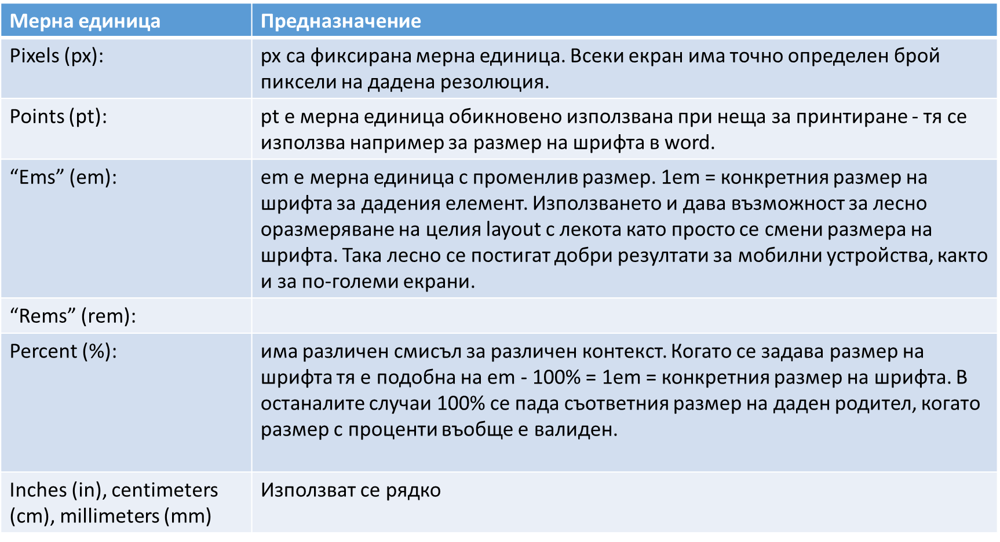 Мерна единица
Предназначение
Pixels (px):
px са фиксирана мерна единица. Всеки екран има точно определен брой
пиксели на дадена резолюция.
Points (pt):
pt е мерна единица обикновено използвана при неща за принтиране - тя се
използва например за размер на шрифта в word.
“Ems” (em):
em е мерна единица с променлив размер. 1em = конкретния размер на
шрифта за дадения елемент. Използването и дава възможност за лесно
оразмеряване на целия layout с лекота като просто се смени размера на
шрифта. Така лесно се постигат добри резултати за мобилни устройства, както
и за по-големи екрани.
“Rems” (rem):
Percent (%):
има различен смисъл за различен контекст. Когато се задава размер на
шрифта тя е подобна на em - 100% = 1em = конкретния размер на шрифта. В
останалите случаи 100% се пада съответния размер на даден родител, когато
размер с проценти въобще е валиден.
Inches (in), centimeters
(cm), millimeters (mm)
Използват се рядко